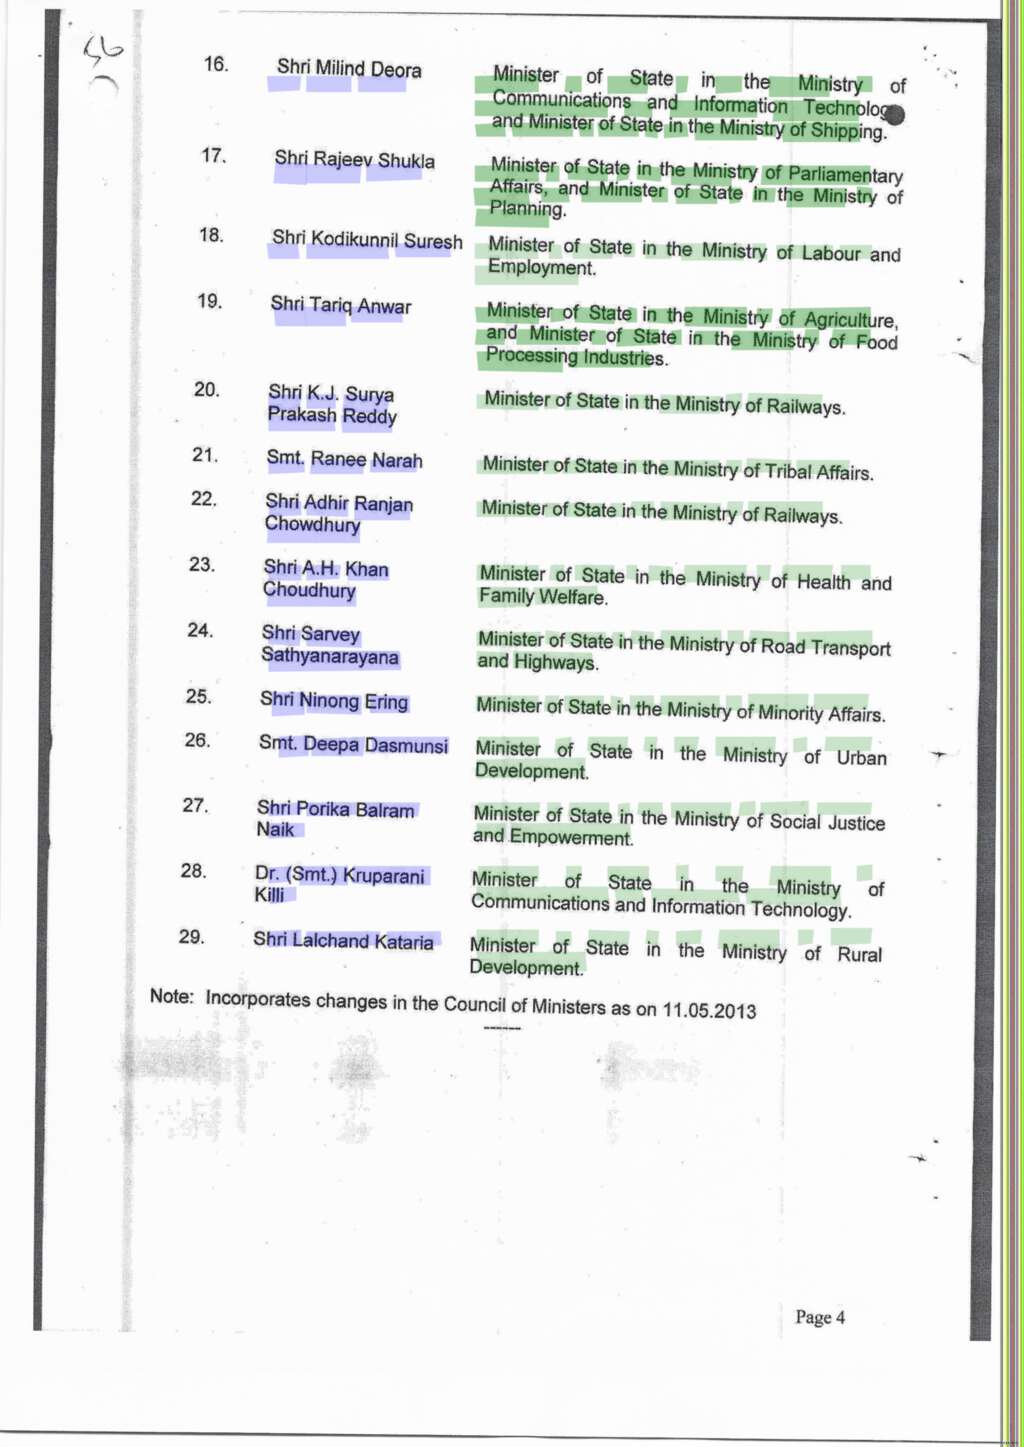 56
16. Shri Milind Deora Minister of State in the Ministry of
Communications and Information Technology
and Minister of State in the Ministry of Shipping.
17. Shri Rajeev Shukla Minister of State in the Ministry of Parliamentary
Affairs, and Minister of State in the Ministry of
Planning.
18. Shri Kodikunnil Suresh Minister of State in the Ministry of Labour and
Employment.
19. Shri Tariq Anwar Minister of State in the Ministry of Agriculture,
and Minister of State in the Ministry of Food
Processing Industries.
20. Shri K.J. Surya Minister of State in the Ministry of Railways.
Prakash Reddy
21. Smt. Ranee Narah Minister of State in the Ministry of Tribal Affairs.
22. Shri Adhir Ranjan Minister of State in the Ministry of Railways.
Chowdhury
23. Shri A.H. Khan Minister of State in the Ministry of Health and
Choudhury Family Welfare.
24. Shri Sarvey Minister of State in the Ministry of Road Transport
Sathyanarayana and Highways.
25. Shri Ninong Ering Minister of State in the Ministry of Minority Affairs.
26. Smt. Deepa Dasmunsi Minister of State in the Ministry of Urban
Development.
27. Shri Porika Balram Minister of State in the Ministry of Social Justice
Naik and Empowerment.
28. Dr. (Smt.) Kruparani Minister of State in the Ministry of
Killi Communications and Information Technology.
29. Shri Lalchand Kataria Minister of State in the Ministry of Rural
Development.
Note: Incorporates changes in the Council of Ministers as on 11.05.2013
------
Page 4